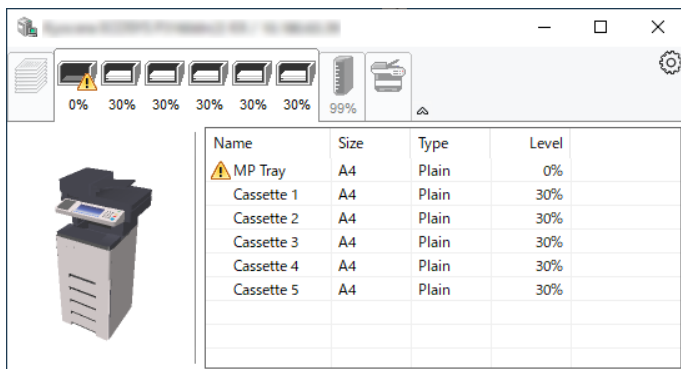 0% 30% 30% 30% 30% 30% 99%
Name Size Type Level
MP Tray A4 Plain 0%
Cassette 1 A4 Plain 30%
Cassette 2 A4 Plain 30%
Cassette 3 A4 Plain 30%
Cassette 4 A4 Plain 30%
Cassette 5 A4 Plain 30%